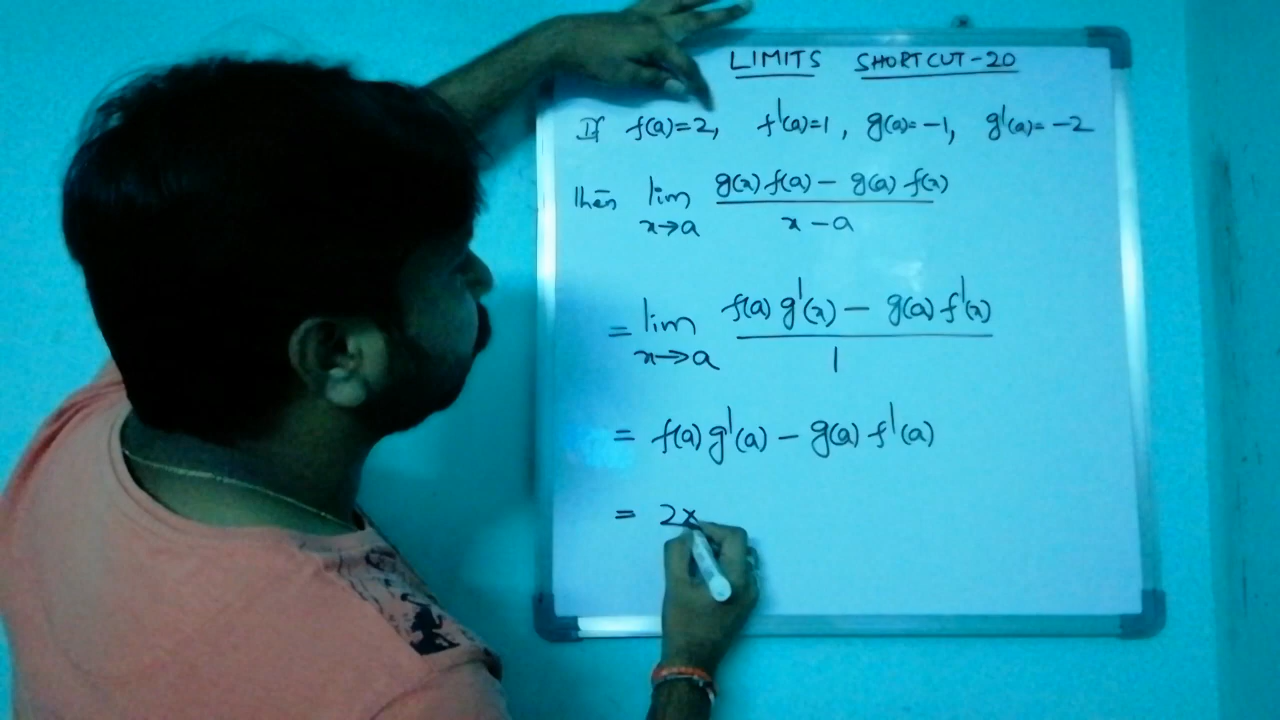 LIMITS SHORTCUT-20
If f(a)=2, f'(a)=1, g(a)=-1, g'(a)=-2
Then lim x→a g(x) f(a) - g(a) f(x) / x-a
= lim x→a f(a) g'(x) - g(a) f'(x) / 1
= f(a) g'(a) - g(a) f'(a)
= 2x